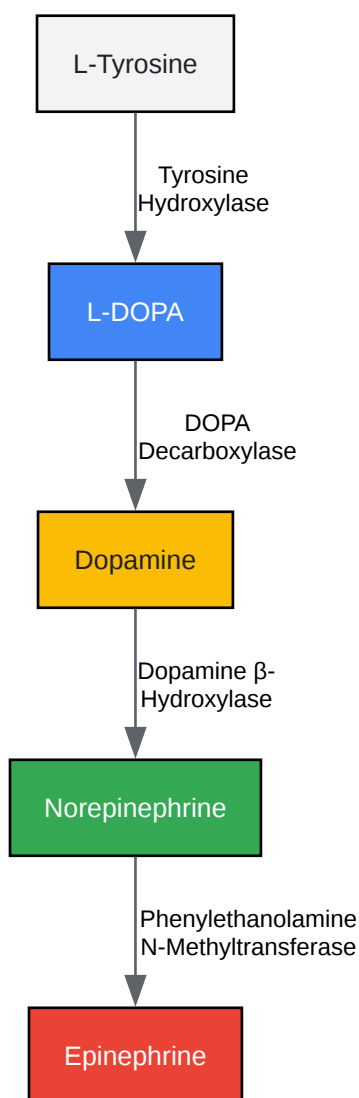 L-Tyrosine
Tyrosine
Hydroxylase
L-DOPA
DOPA
Decarboxylase
Dopamine
Dopamine β-
Hydroxylase
Norepinephrine
Phenylethanolamine
N-Methyltransferase
Epinephrine